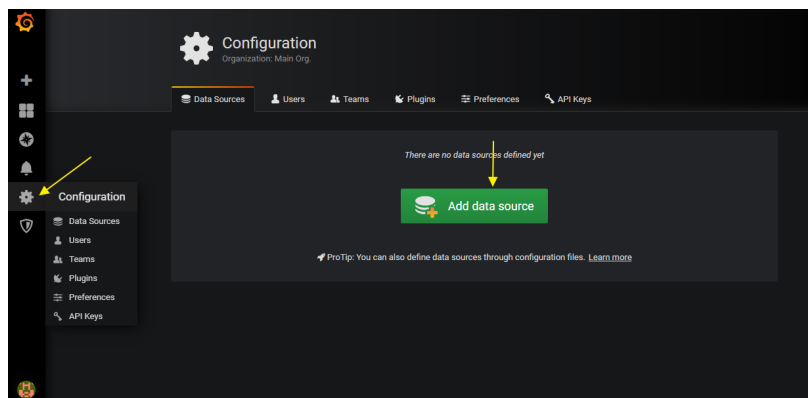 Configuration
Organization: Main Org.
Data Sources Users Teams Plugins Preferences API Keys
There are no data sources defined yet
Add data source
ProTip: You can also define data sources through configuration files. Learn more
Configuration
Data Sources
Users
Teams
Plugins
Preferences
API Keys